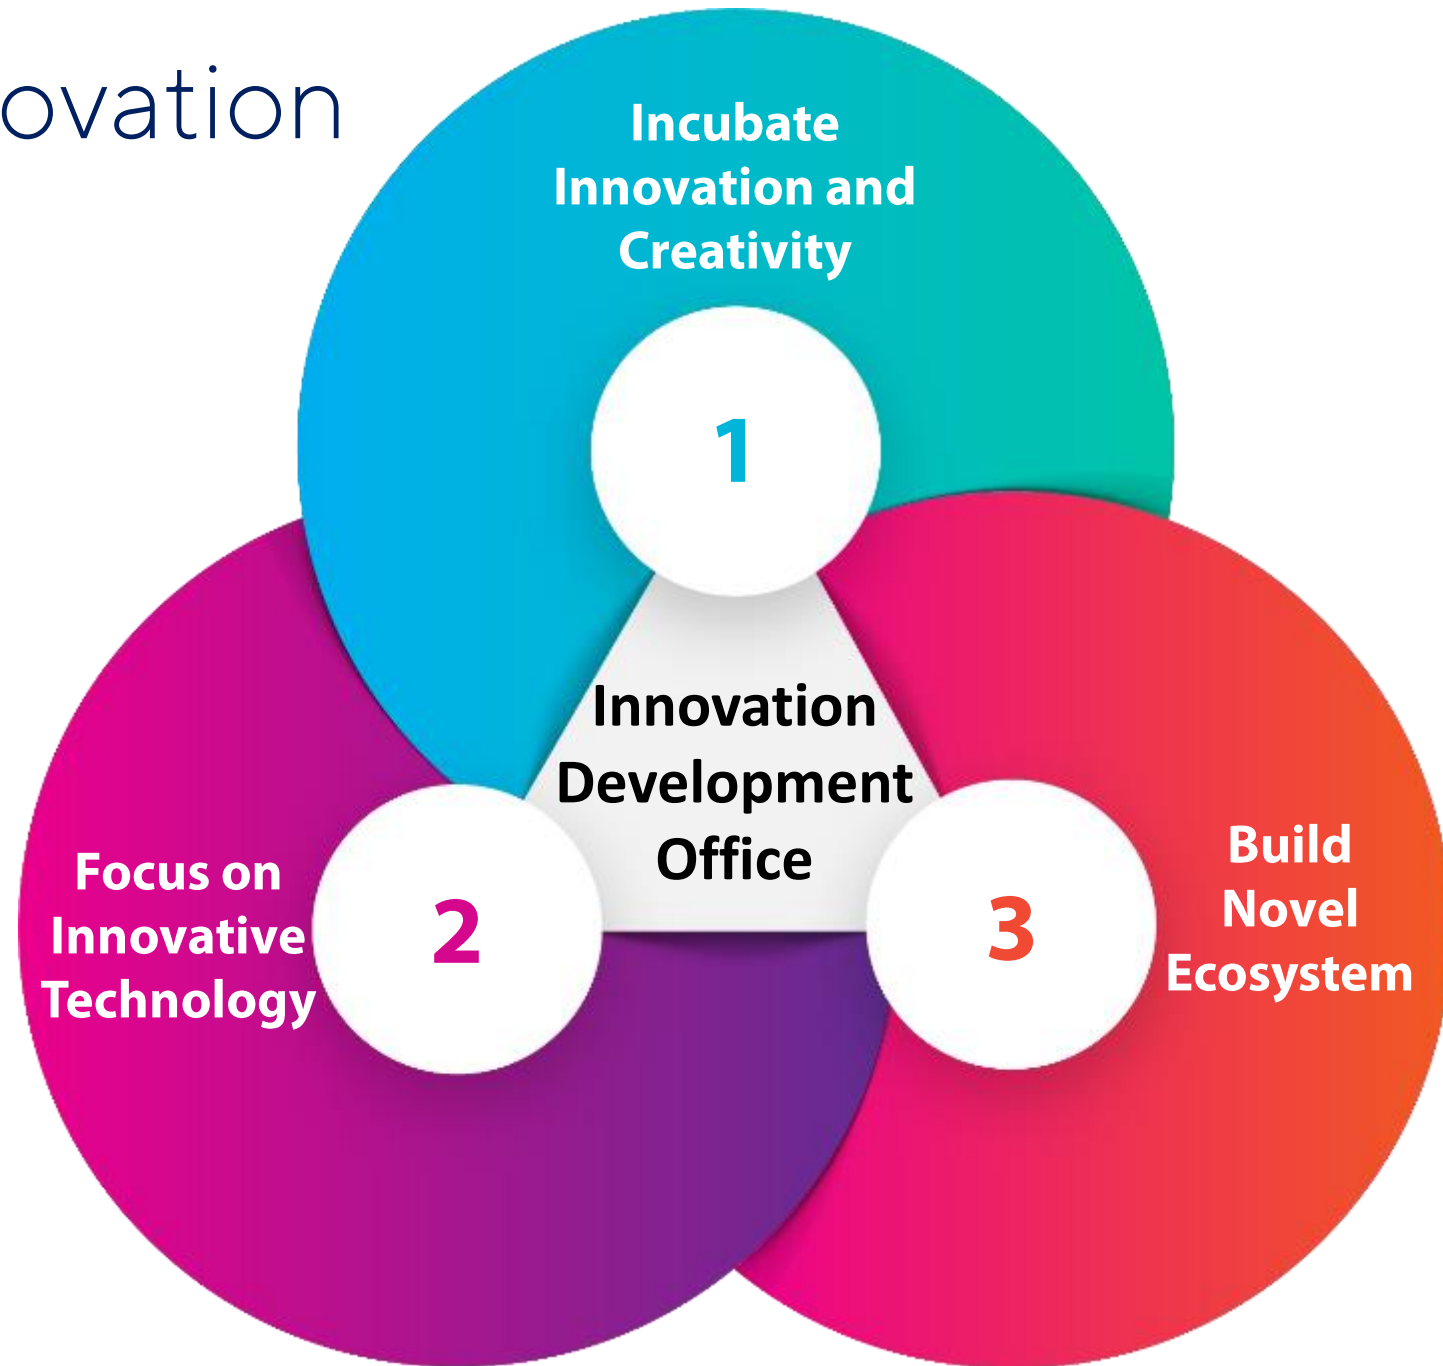 ovation
Incubate
Innovation and
Creativity
1
Innovation
Development
Office
Focus on
Innovative
Technology
2
3
Build
Novel
Ecosystem